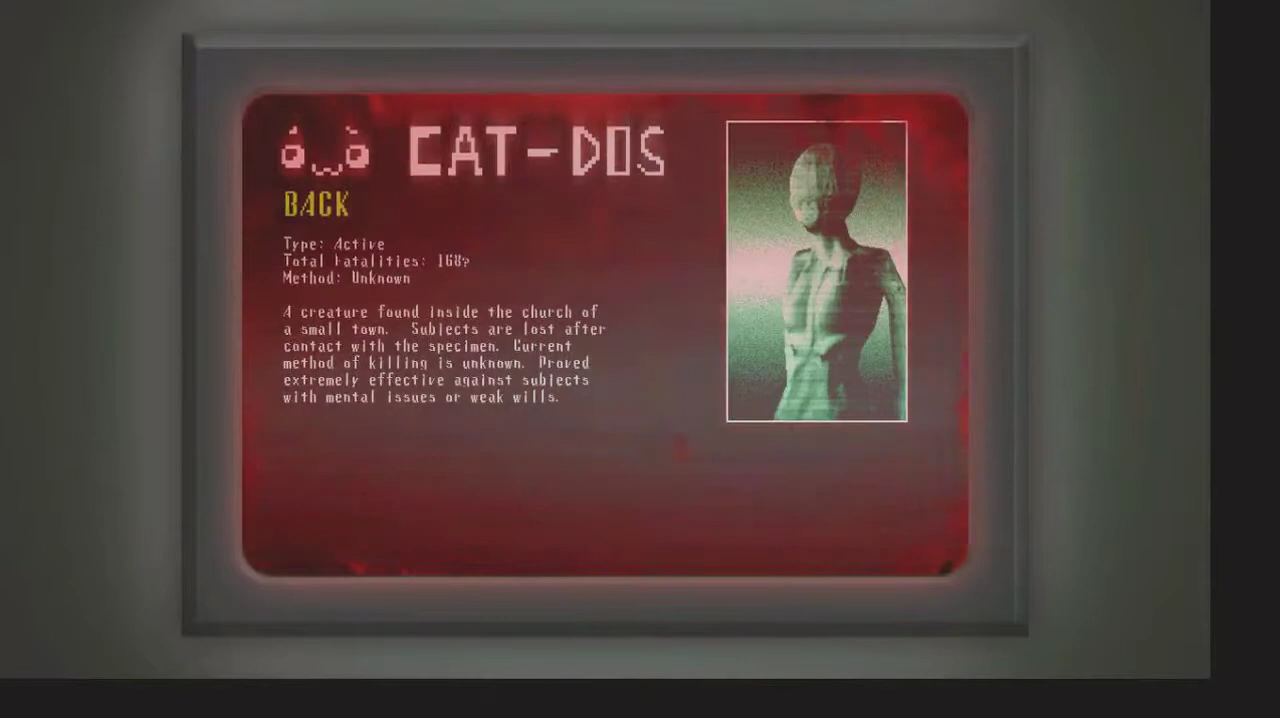 CAT-DOS
BACK
Type: Active
Total Fatalities: 168?
Method: Unknown
A creature found inside the church of
a small town. Subjects are lost after
contact with the specimen. Current
method of killing is unknown. Proved
extremely effective against subjects
with mental issues or weak wills.